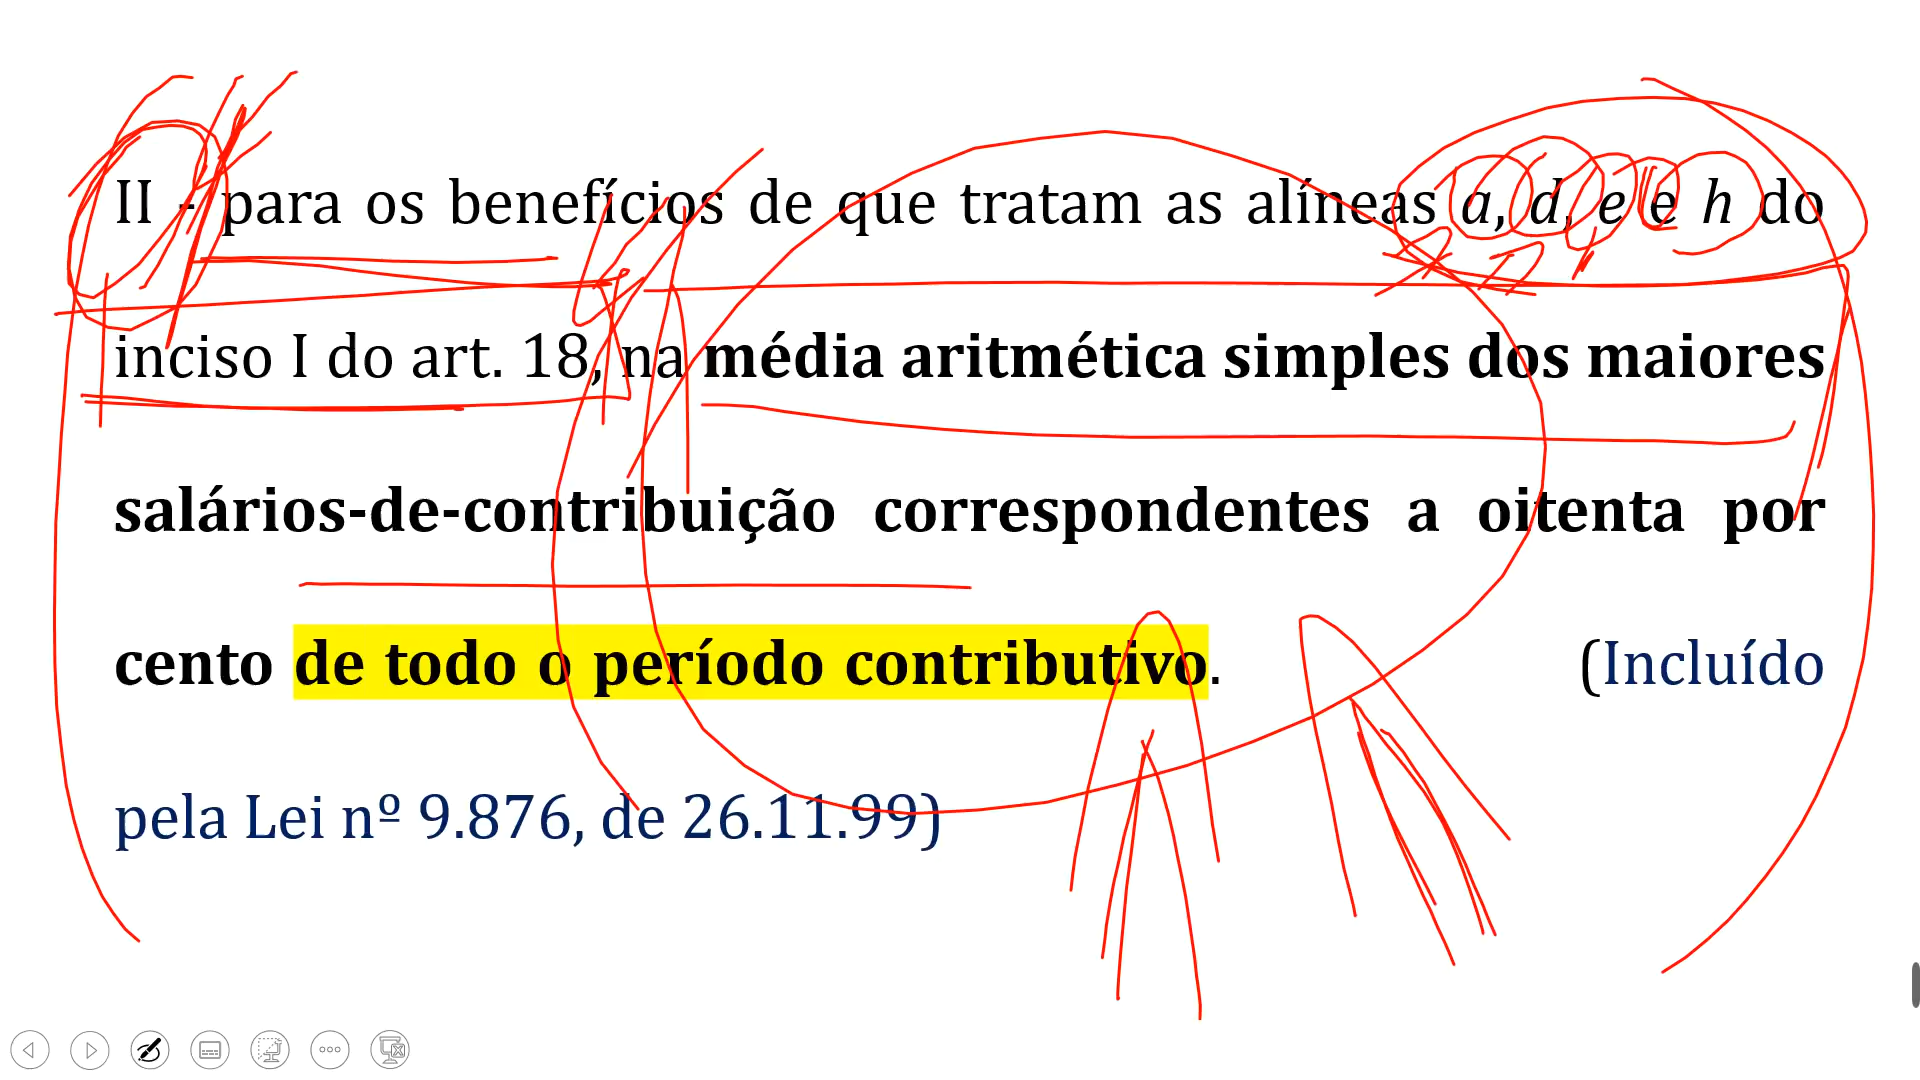 II - para os benefícios de que tratam as alíneas a, d, e e h do
inciso I do art. 18, na média aritmética simples dos maiores
salários-de-contribuição correspondentes a oitenta por
cento de todo o período contributivo. (Incluído
pela Lei nº 9.876, de 26.11.99)